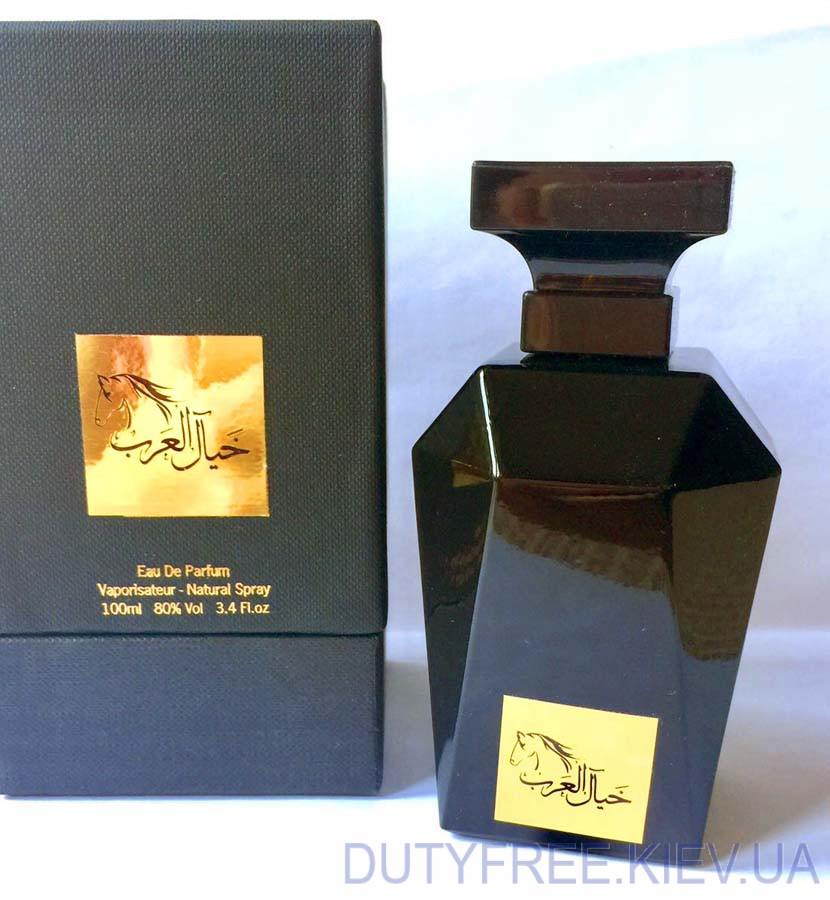 خيال العرب
Eau De Parfum
Vaporisateur - Natural Spray
100ml 80% Vol 3.4 Fl.oz
خيال العرب
DUTYFREE.KIEV.UA